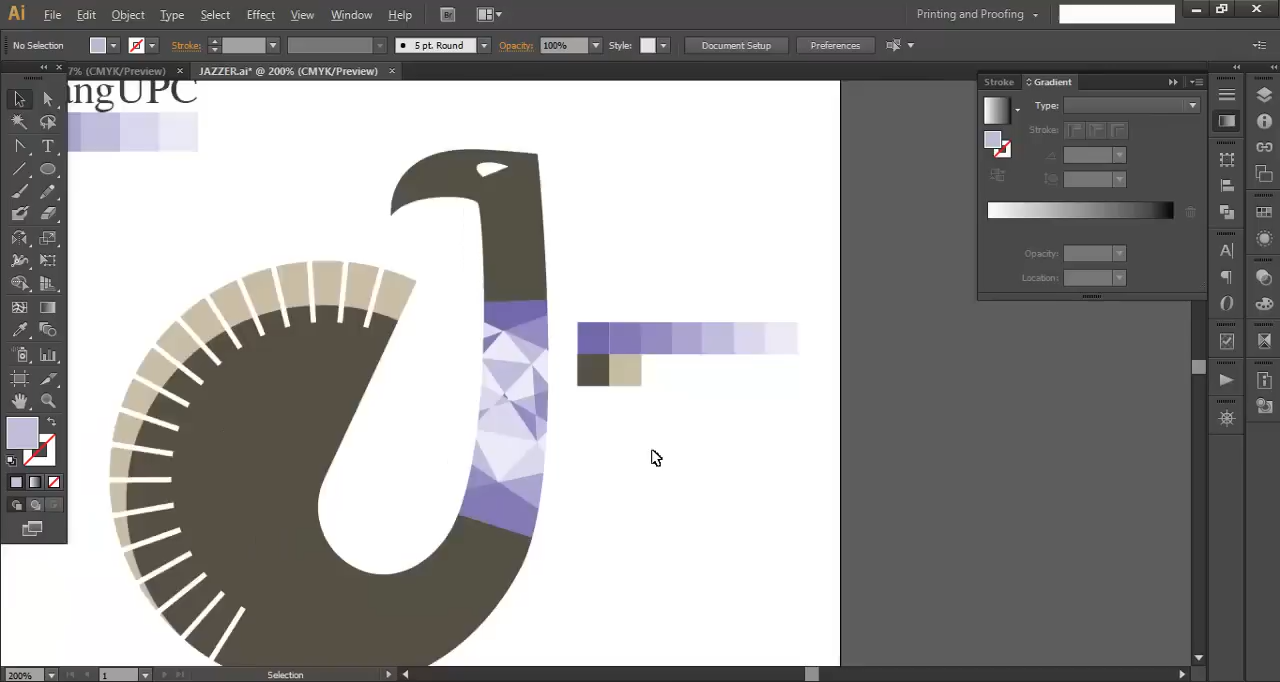 Ai File Edit Object Type Select Effect View Window Help Br Printing and Proofing
No Selection Stroke: 5 pt. Round Opacity: 100% Style: Document Setup Preferences
7% (CMYK/Preview) × JAZZER.ai* @ 200% (CMYK/Preview) ×
angUPC
Stroke Gradient
Type:
Stroke:
Opacity:
Location:
200% 1 Selection